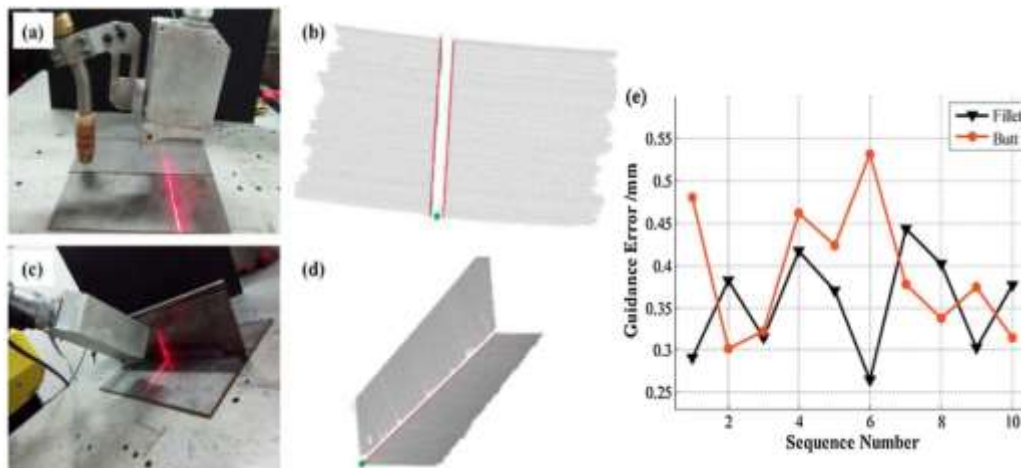 (a)
(b)
(c)
(d)
(e)
Fillet
Butt
Guidance Error /mm
0.55
0.5
0.45
0.4
0.35
0.3
0.25
2 4 6 8 10
Sequence Number